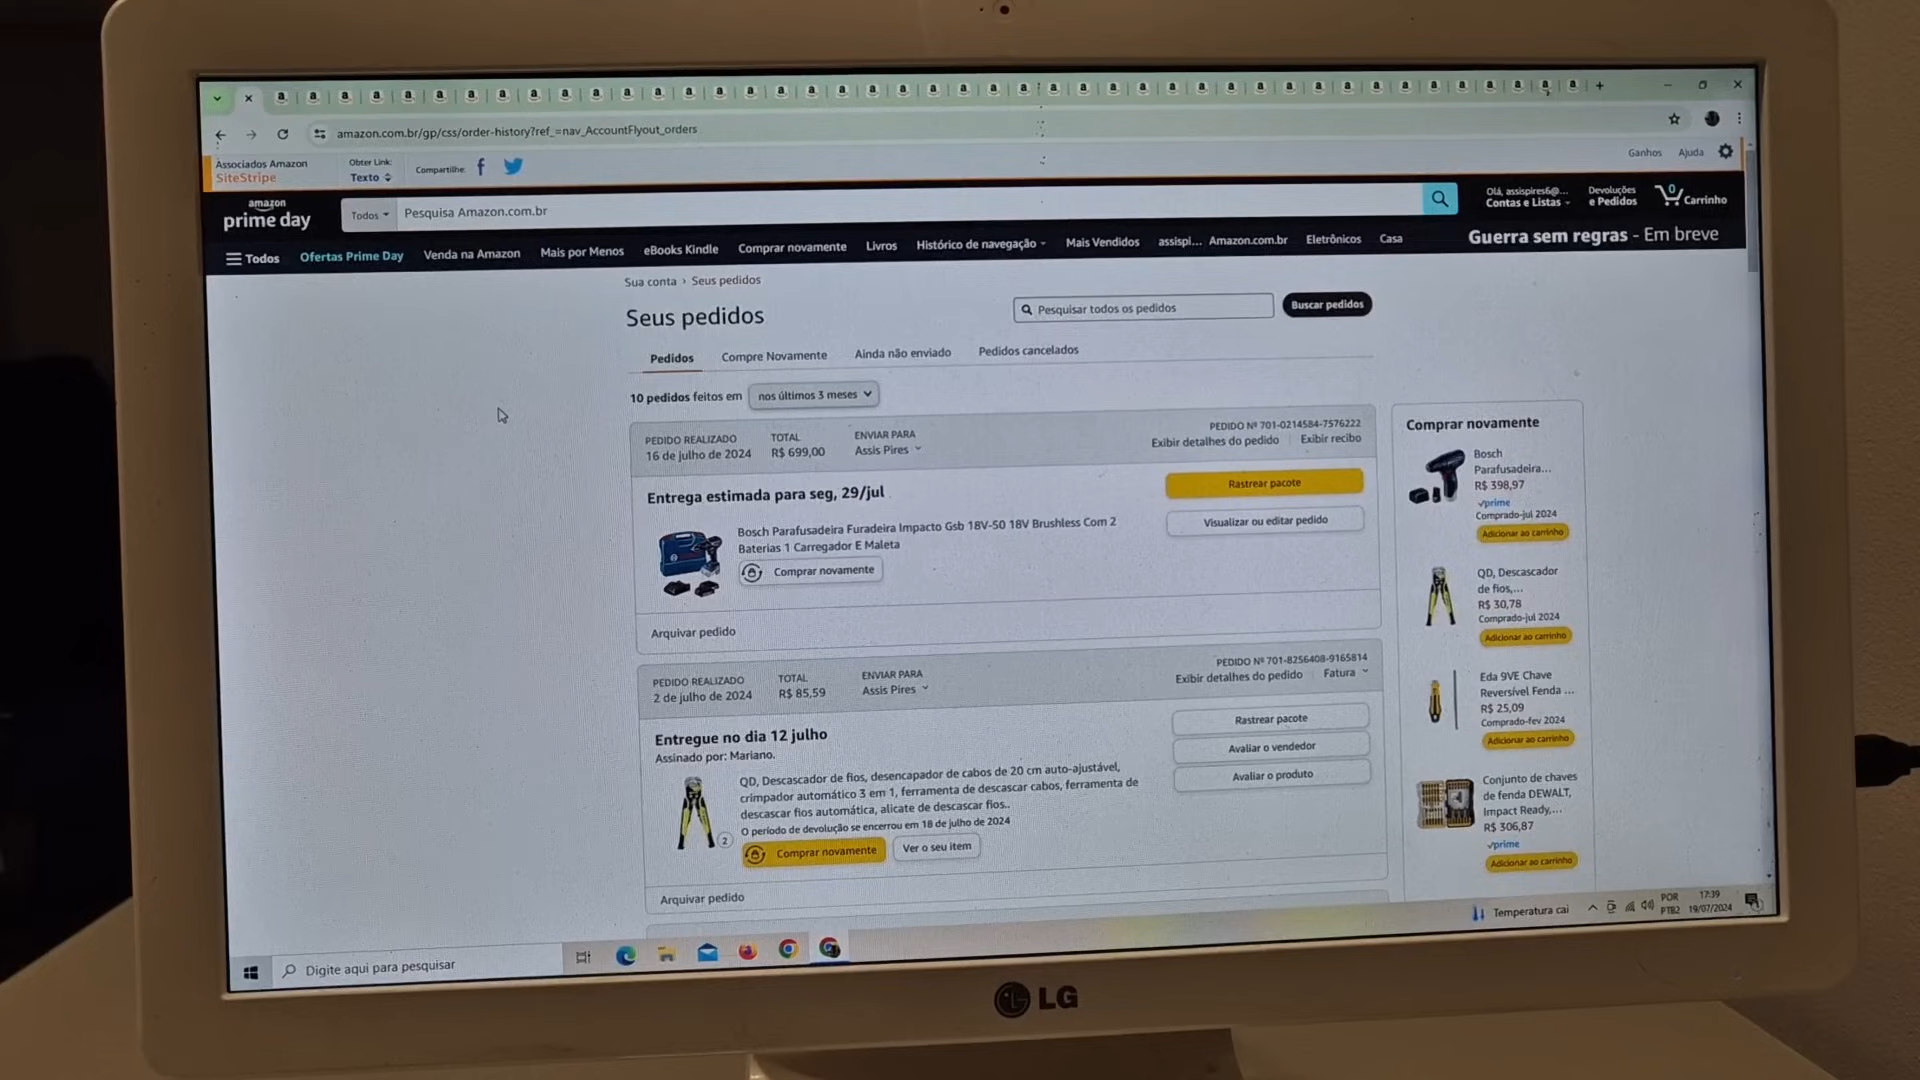 amazon.com.br/gp/css/order-history?ref_=nav_AccountFlyout_orders
Associados Amazon
SiteStripe
Obter Link:
Texto
Compartilhe:
Ganhos
Ajuda
amazon
prime day
Todos
Pesquisa Amazon.com.br
Olá, assispires6@...
Contas e Listas
Devoluções
e Pedidos
0
Carrinho
Todos
Ofertas Prime Day
Venda na Amazon
Mais por Menos
eBooks Kindle
Comprar novamente
Livros
Histórico de navegação
Mais Vendidos
assispi...
Amazon.com.br
Eletrônicos
Casa
Guerra sem regras - Em breve
Sua conta › Seus pedidos
Seus pedidos
Pesquisar todos os pedidos
Buscar pedidos
Pedidos
Compre Novamente
Ainda não enviado
Pedidos cancelados
10 pedidos feitos em
nos últimos 3 meses
PEDIDO REALIZADO
16 de julho de 2024
TOTAL
R$ 699,00
ENVIAR PARA
Assis Pires
PEDIDO Nº 701-0214584-7576222
Exibir detalhes do pedido
Exibir recibo
Entrega estimada para seg, 29/jul
Bosch Parafusadeira Furadeira Impacto Gsb 18V-50 18V Brushless Com 2
Baterias 1 Carregador E Maleta
Comprar novamente
Rastrear pacote
Visualizar ou editar pedido
Arquivar pedido
PEDIDO REALIZADO
2 de julho de 2024
TOTAL
R$ 85,59
ENVIAR PARA
Assis Pires
PEDIDO Nº 701-8256408-9165814
Exibir detalhes do pedido
Fatura
Entregue no dia 12 julho
Assinado por: Mariano.
QD, Descascador de fios, desencapador de cabos de 20 cm auto-ajustável,
crimpador automático 3 em 1, ferramenta de descascar cabos, ferramenta de
descascar fios automática, alicate de descascar fios..
O período de devolução se encerrou em 18 de julho de 2024
2
Comprar novamente
Ver o seu item
Rastrear pacote
Avaliar o vendedor
Avaliar o produto
Arquivar pedido
Comprar novamente
Bosch
Parafusadeira...
R$ 398,97
prime
Comprado-jul 2024
Adicionar ao carrinho
QD, Descascador
de fios,...
R$ 30,78
Comprado-jul 2024
Adicionar ao carrinho
Eda 9VE Chave
Reversível Fenda ...
R$ 25,09
Comprado-fev 2024
Adicionar ao carrinho
Conjunto de chaves
de fenda DEWALT,
Impact Ready,...
R$ 306,87
prime
Adicionar ao carrinho
Digite aqui para pesquisar
Temperatura cai
POR
PTB2
17:39
19/07/2024
LG